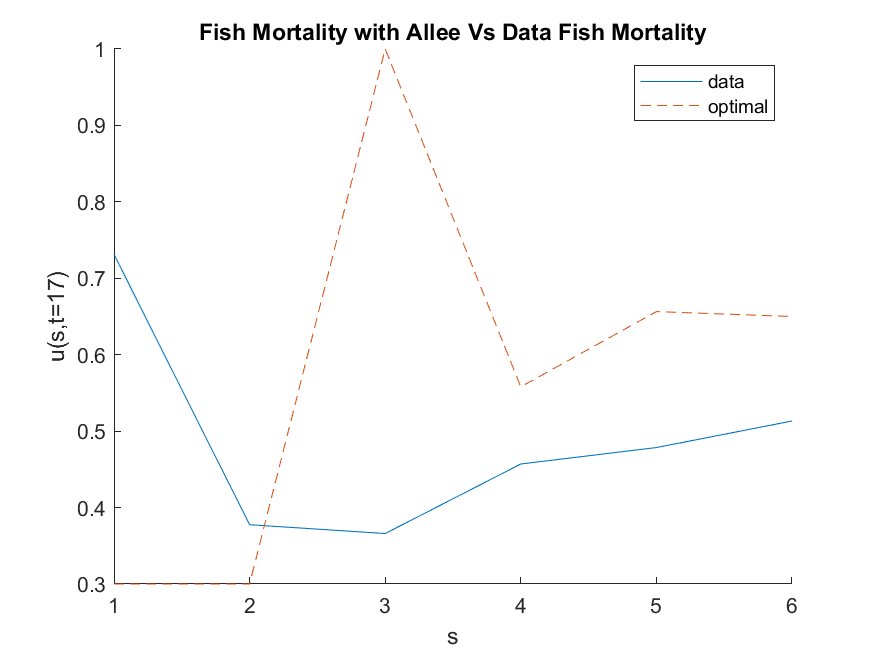 Fish Mortality with Allee Vs Data Fish Mortality
data
optimal
u(s,t=17)
1
0.9
0.8
0.7
0.6
0.5
0.4
0.3
1 2 3 4 5 6
s